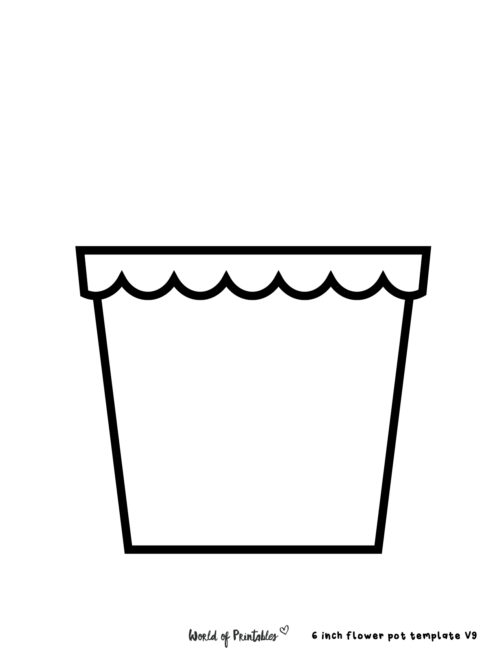 World of Printables
6 inch flower pot template V9